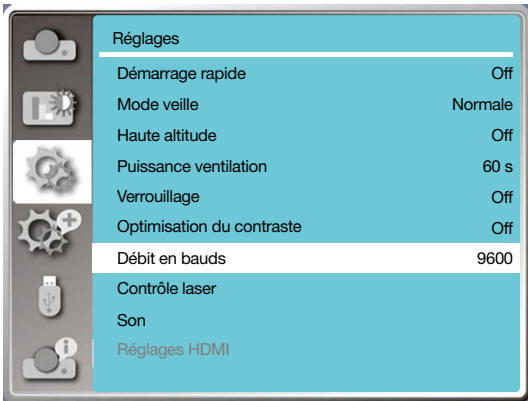 Réglages
Démarrage rapide Off
Mode veille Normale
Haute altitude Off
Puissance ventilation 60 s
Verrouillage Off
Optimisation du contraste Off
Débit en bauds 9600
Contrôle laser
Son
Réglages HDMI